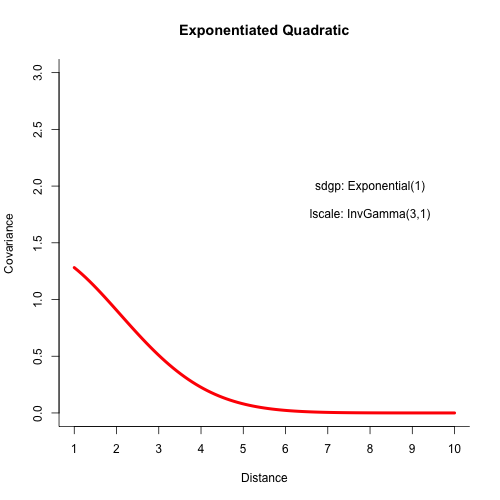 Exponentiated Quadratic
3.0
2.5
2.0
1.5
1.0
0.5
0.0
Covariance
sdgp: Exponential(1)
lscale: InvGamma(3,1)
1 2 3 4 5 6 7 8 9 10
Distance